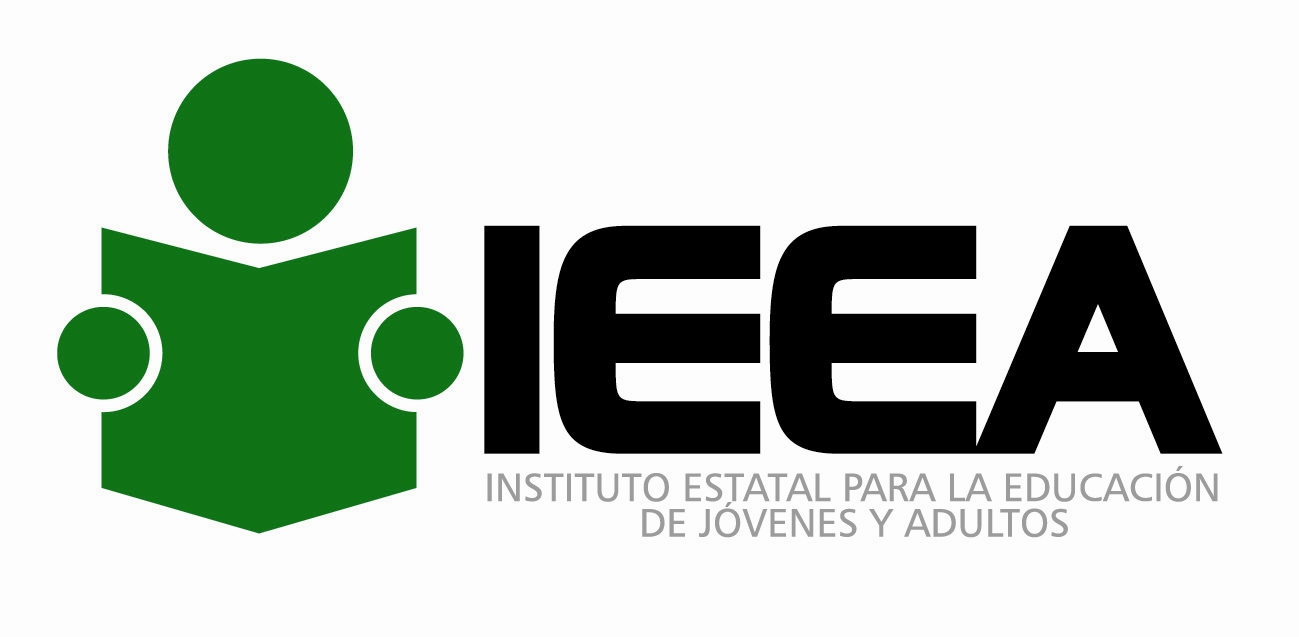 IEEA
INSTITUTO ESTATAL PARA LA EDUCACIÓN
DE JÓVENES Y ADULTOS